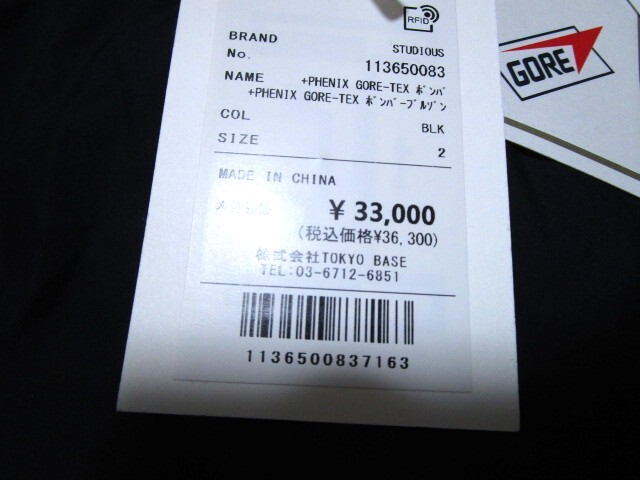 RFID
BRAND STUDIOUS
No. 113650083
NAME +PHENIX GORE-TEX ﾎﾞﾝﾊﾞ
+PHENIX GORE-TEX ﾎﾞﾝﾊﾞｰﾌﾞﾙｿﾞﾝ
COL BLK
SIZE 2
MADE IN CHINA
¥ 33,000
(税込価格¥36,300)
株式会社TOKYO BASE
TEL:03-6712-6851
1136500837163
GORE